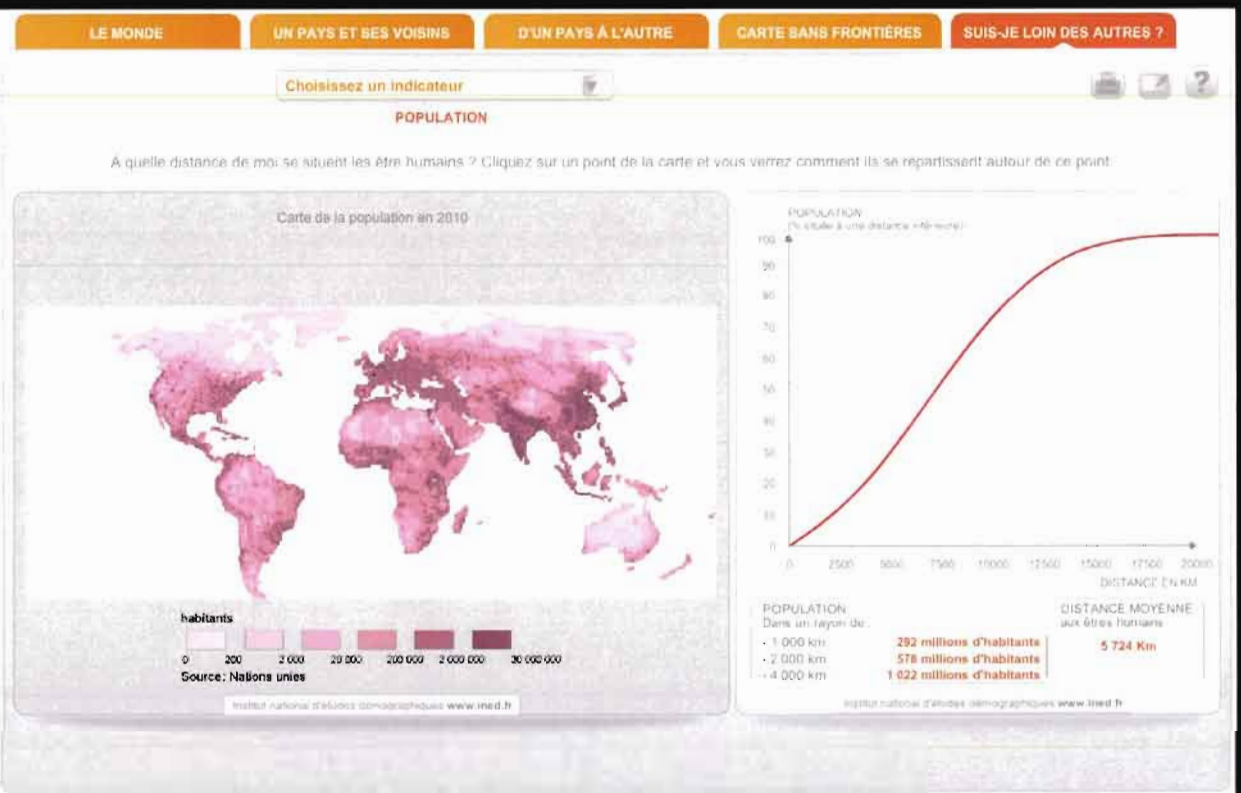 LE MONDE
UN PAYS ET SES VOISINS
D'UN PAYS À L'AUTRE
CARTE SANS FRONTIÈRES
SUIS-JE LOIN DES AUTRES ?
Choisissez un indicateur
?
POPULATION
A quelle distance de moi se situent les être humains ? Cliquez sur un point de la carte et vous verrez comment ils se répartissent autour de ce point.
Carte de la population en 2010
habitants
0 200 2 000 20 000 200 000 2 000 000 30 000 000
Source: Nations unies
Institut national d'études démographiques www.ined.fr
POPULATION
(% située à une distance inférieure)
100
90
80
70
60
50
40
30
20
10
0
0 2500 5000 7500 10000 12500 15000 17500 20000
DISTANCE EN KM
POPULATION
Dans un rayon de :
- 1 000 km 292 millions d'habitants
- 2 000 km 578 millions d'habitants
- 4 000 km 1 022 millions d'habitants
DISTANCE MOYENNE
aux êtres humains
5 724 Km
Institut national d'études démographiques www.ined.fr